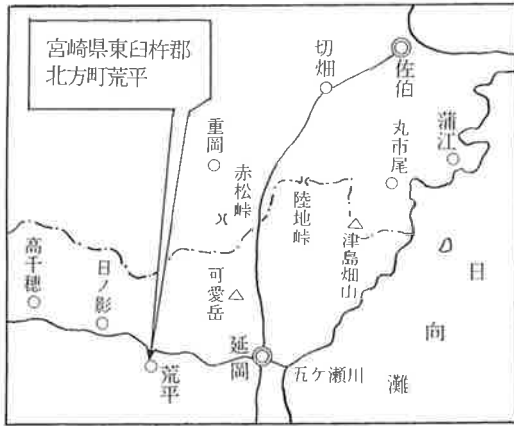 宮崎県東臼杵郡
北方町荒平
切畑
佐伯
蒲江
丸市尾
重岡
赤松峠
陸地峠
津島畑山
高千穂
日ノ影
可愛岳
荒平
延岡
五ケ瀬川
日向灘